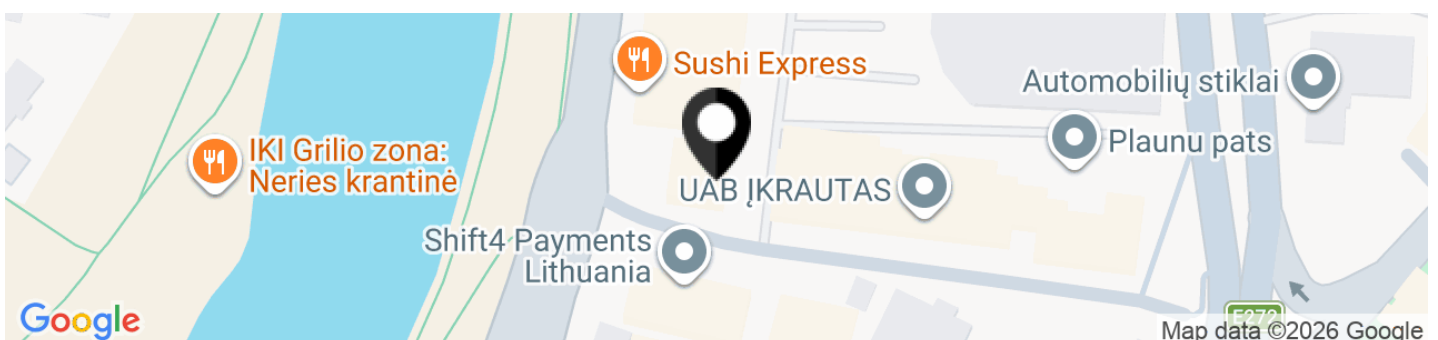 Sushi Express
Automobilių stiklai
IKI Grilio zona:
Neries krantinė
Plaunu pats
UAB ĮKRAUTAS
Shift4 Payments
Lithuania
Google
E272
Map data ©2026 Google